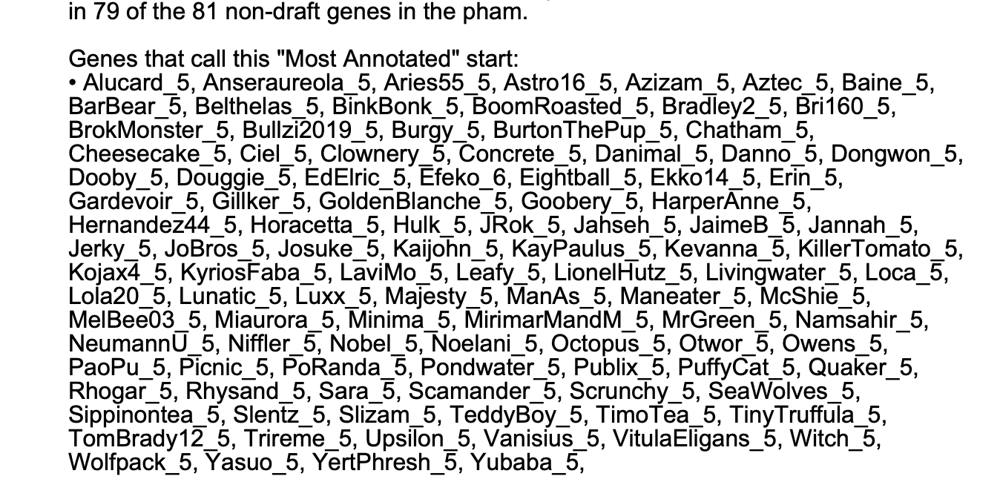 in 79 of the 81 non-draft genes in the pham.
Genes that call this "Most Annotated" start:
• Alucard_5, Anseraureola_5, Aries55_5, Astro16_5, Azizam_5, Aztec_5, Baine_5,
BarBear_5, Belthelas_5, BinkBonk_5, BoomRoasted_5, Bradley2_5, Bri160_5,
BrokMonster_5, Bullzi2019_5, Burgy_5, BurtonThePup_5, Chatham_5,
Cheesecake_5, Ciel_5, Clownery_5, Concrete_5, Danimal_5, Danno_5, Dongwon_5,
Dooby_5, Douggie_5, EdElric_5, Efeko_6, Eightball_5, Ekko14_5, Erin_5,
Gardevoir_5, Gillker_5, GoldenBlanche_5, Goobery_5, HarperAnne_5,
Hernandez44_5, Horacetta_5, Hulk_5, JRok_5, Jahseh_5, JaimeB_5, Jannah_5,
Jerky_5, JoBros_5, Josuke_5, Kaijohn_5, KayPaulus_5, Kevanna_5, KillerTomato_5,
Kojax4_5, KyriosFaba_5, LaviMo_5, Leafy_5, LionelHutz_5, Livingwater_5, Loca_5,
Lola20_5, Lunatic_5, Luxx_5, Majesty_5, ManAs_5, Maneater_5, McShie_5,
MelBee03_5, Miaurora_5, Minima_5, MirimarMandM_5, MrGreen_5, Namsahir_5,
NeumannU_5, Niffler_5, Nobel_5, Noelani_5, Octopus_5, Otwor_5, Owens_5,
PaoPu_5, Picnic_5, PoRanda_5, Pondwater_5, Publix_5, PuffyCat_5, Quaker_5,
Rhogar_5, Rhysand_5, Sara_5, Scamander_5, Scrunchy_5, SeaWolves_5,
Sippinontea_5, Slentz_5, Slizam_5, TeddyBoy_5, TimoTea_5, TinyTruffula_5,
TomBrady12_5, Trireme_5, Upsilon_5, Vanisius_5, VitulaEligans_5, Witch_5,
Wolfpack_5, Yasuo_5, YertPhresh_5, Yubaba_5,